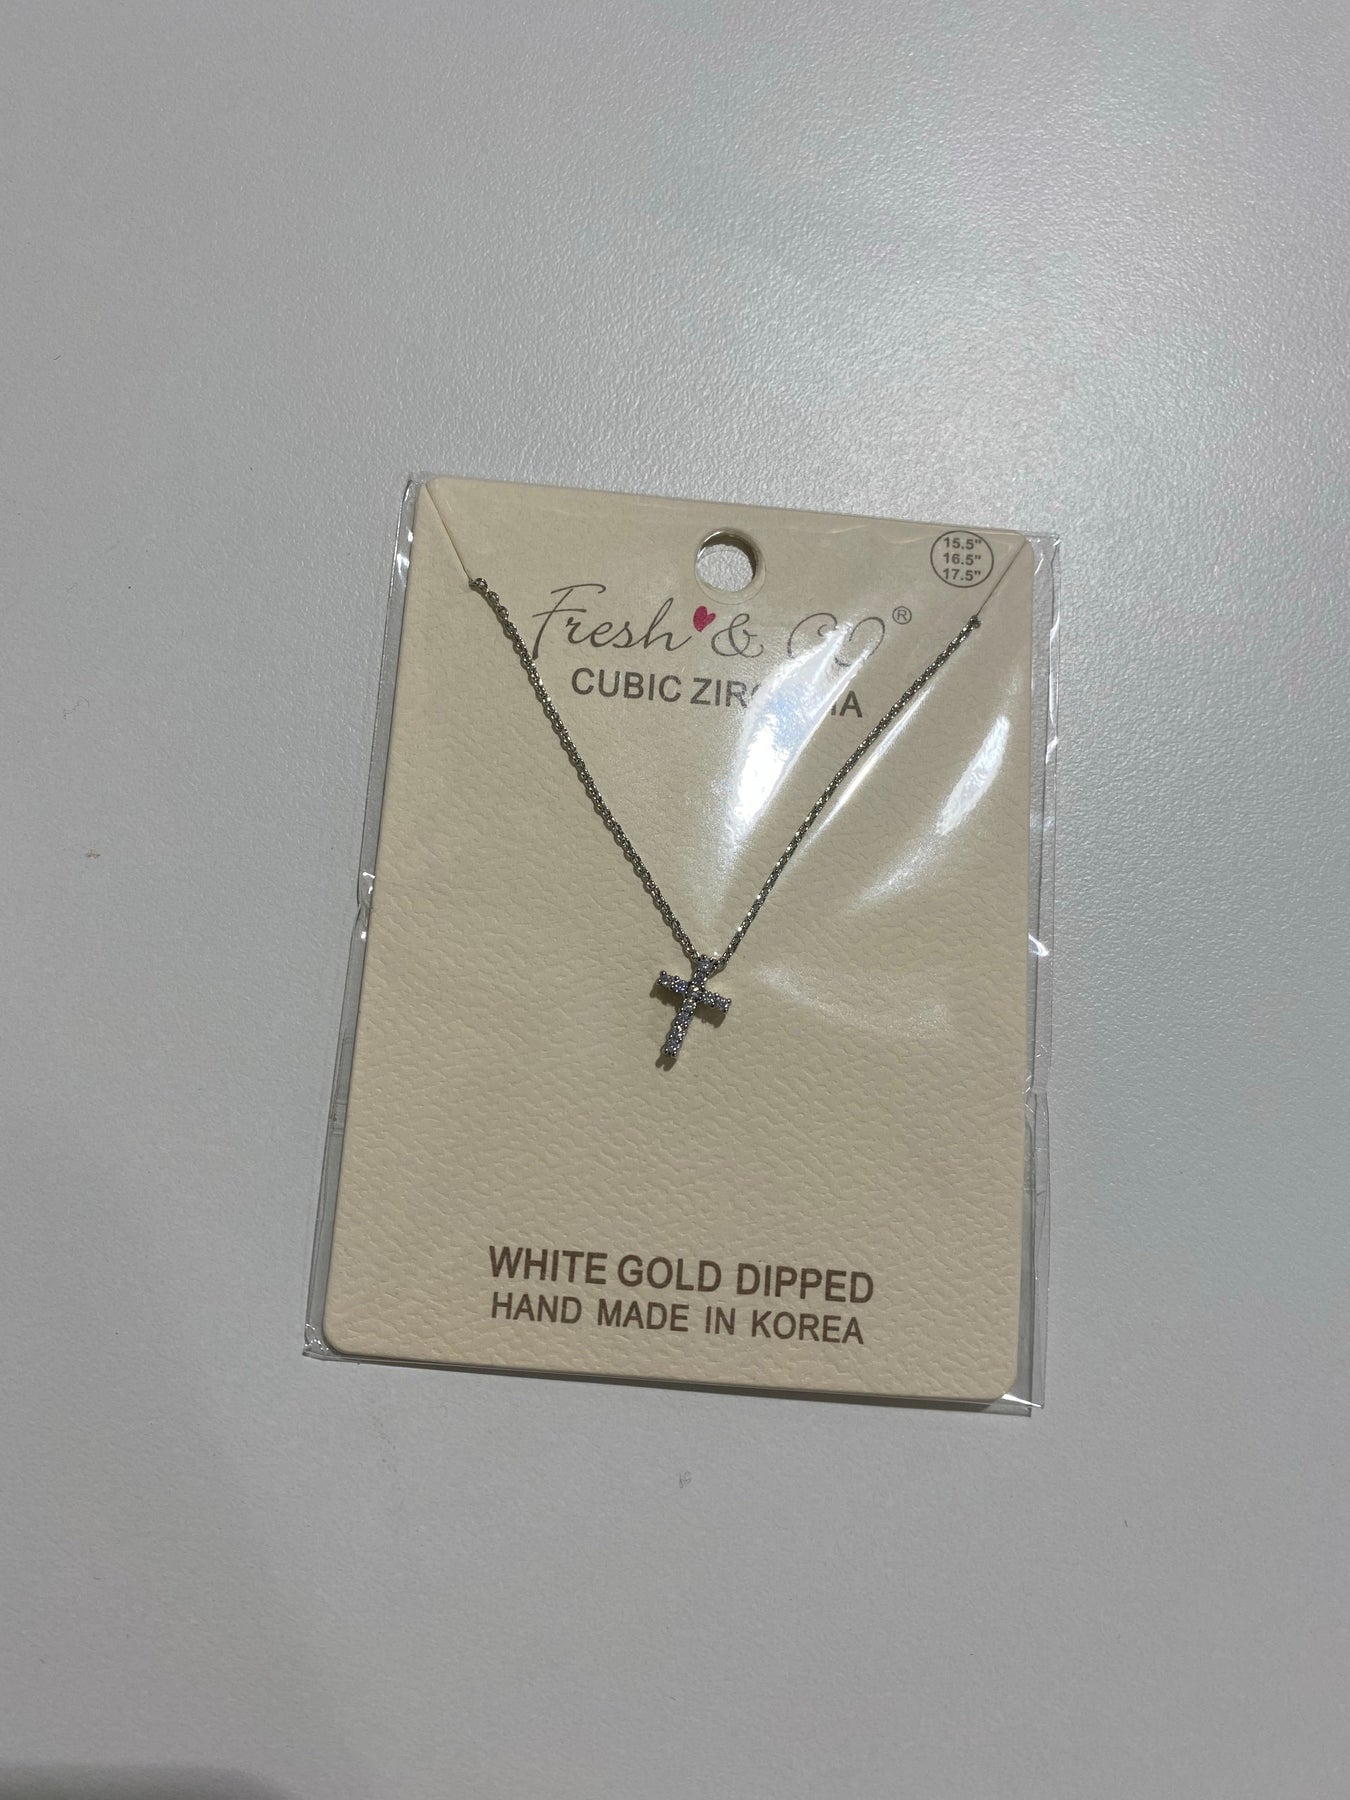 15.5"
16.5"
17.5"
Fresh & CO®
CUBIC
WHITE GOLD DIPPED
HAND MADE IN KOREA